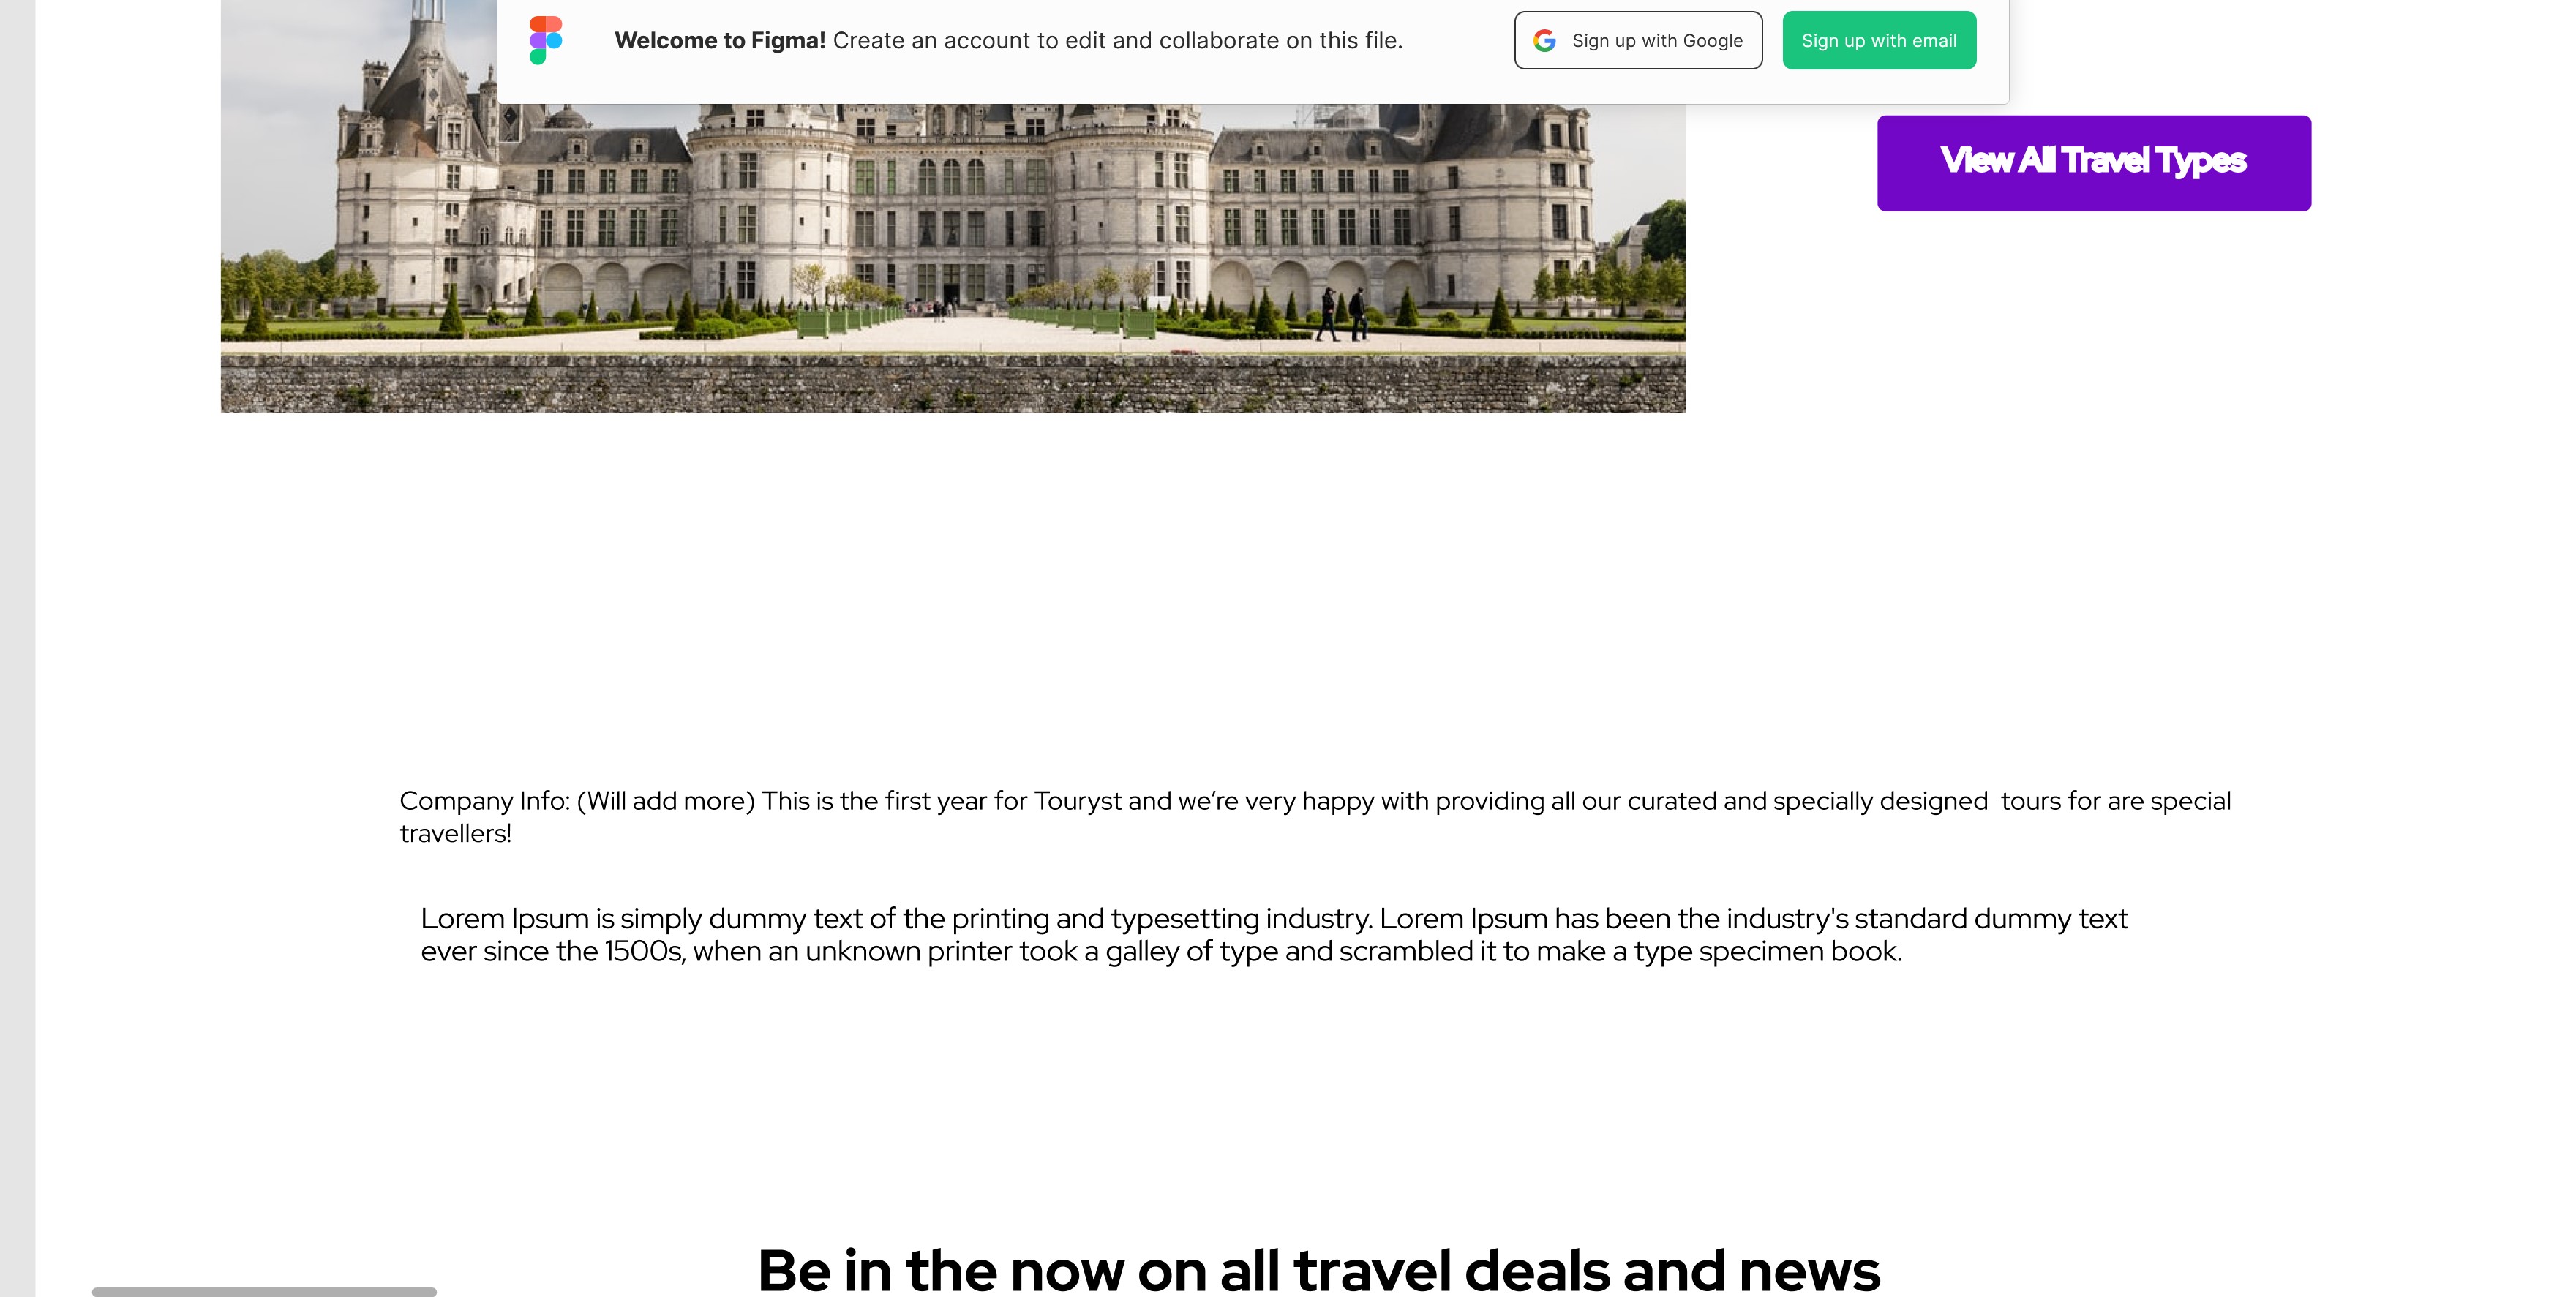 Welcome to Figma! Create an account to edit and collaborate on this file.
Sign up with Google
Sign up with email
View All Travel Types
Company Info: (Will add more) This is the first year for Touryst and we’re very happy with providing all our curated and specially designed  tours for are special
travellers!
Lorem Ipsum is simply dummy text of the printing and typesetting industry. Lorem Ipsum has been the industry's standard dummy text
ever since the 1500s, when an unknown printer took a galley of type and scrambled it to make a type specimen book.
Be in the now on all travel deals and news